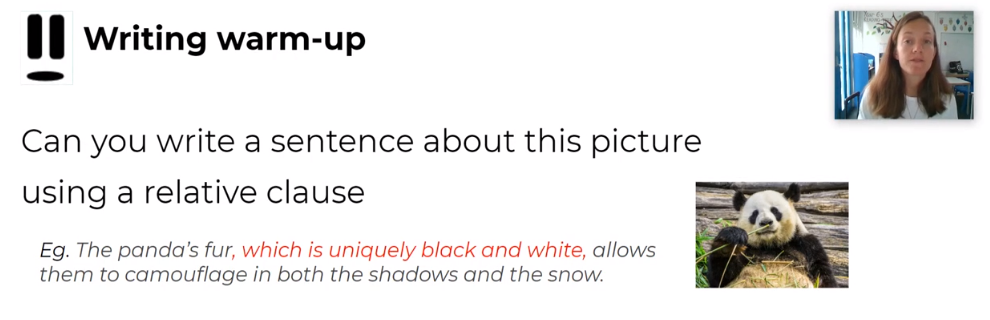 Writing warm-up
Can you write a sentence about this picture
using a relative clause
Eg. The panda’s fur, which is uniquely black and white, allows
them to camouflage in both the shadows and the snow.